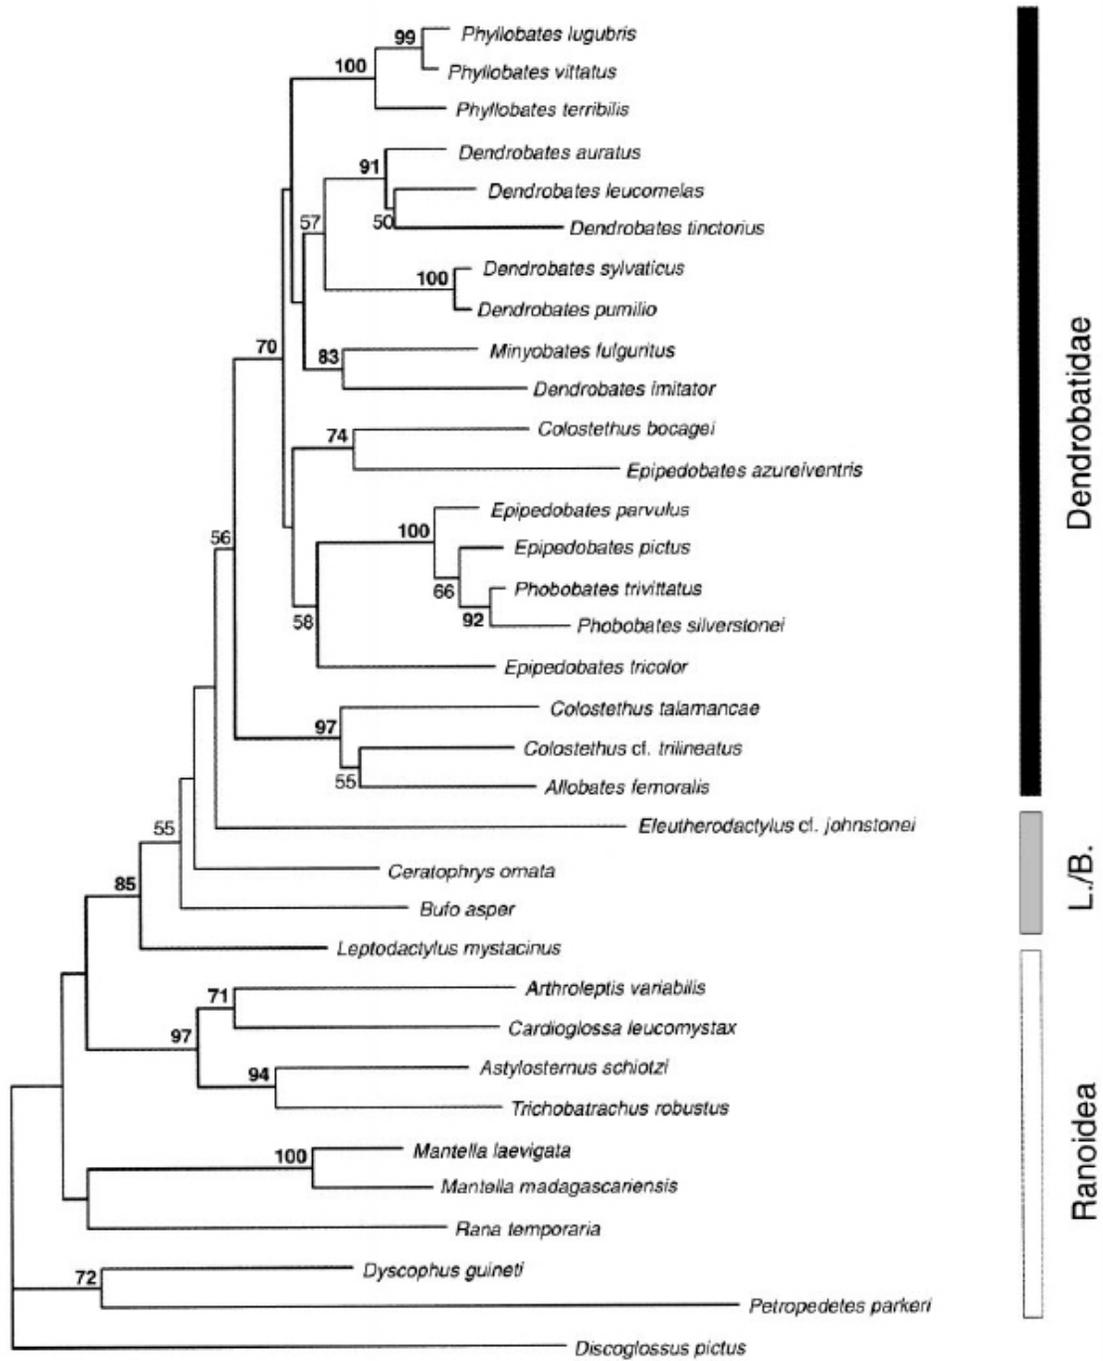 99 Phyllobates lugubris
100 Phyllobates vittatus
Phyllobates terribilis
Dendrobates auratus
91
Dendrobates leucomelas
57 50 Dendrobates tinctorius
Dendrobates sylvaticus
100
Dendrobates pumilio
70 83 Minyobates fulguritus
Dendrobates imitator
74 Colostethus bocagei
Epipedobates azureiventris
Epipedobates parvulus
100
56 Epipedobates pictus
66 Phobobates trivittatus
58 92 Phobobates silverstonei
Epipedobates tricolor
Colostethus talamancae
97
Colostethus cf. trilineatus
55 Allobates femoralis
55 Eleutherodactylus cf. johnstonei
Ceratophrys ornata
85
Bufo asper
Leptodactylus mystacinus
71 Arthroleptis variabilis
97 Cardioglossa leucomystax
94 Astylosternus schiotzi
Trichobatrachus robustus
100 Mantella laevigata
Mantella madagascariensis
Rana temporaria
72 Dyscophus guineti
Petropedetes parkeri
Discoglossus pictus
Dendrobatidae
L./B.
Ranoidea